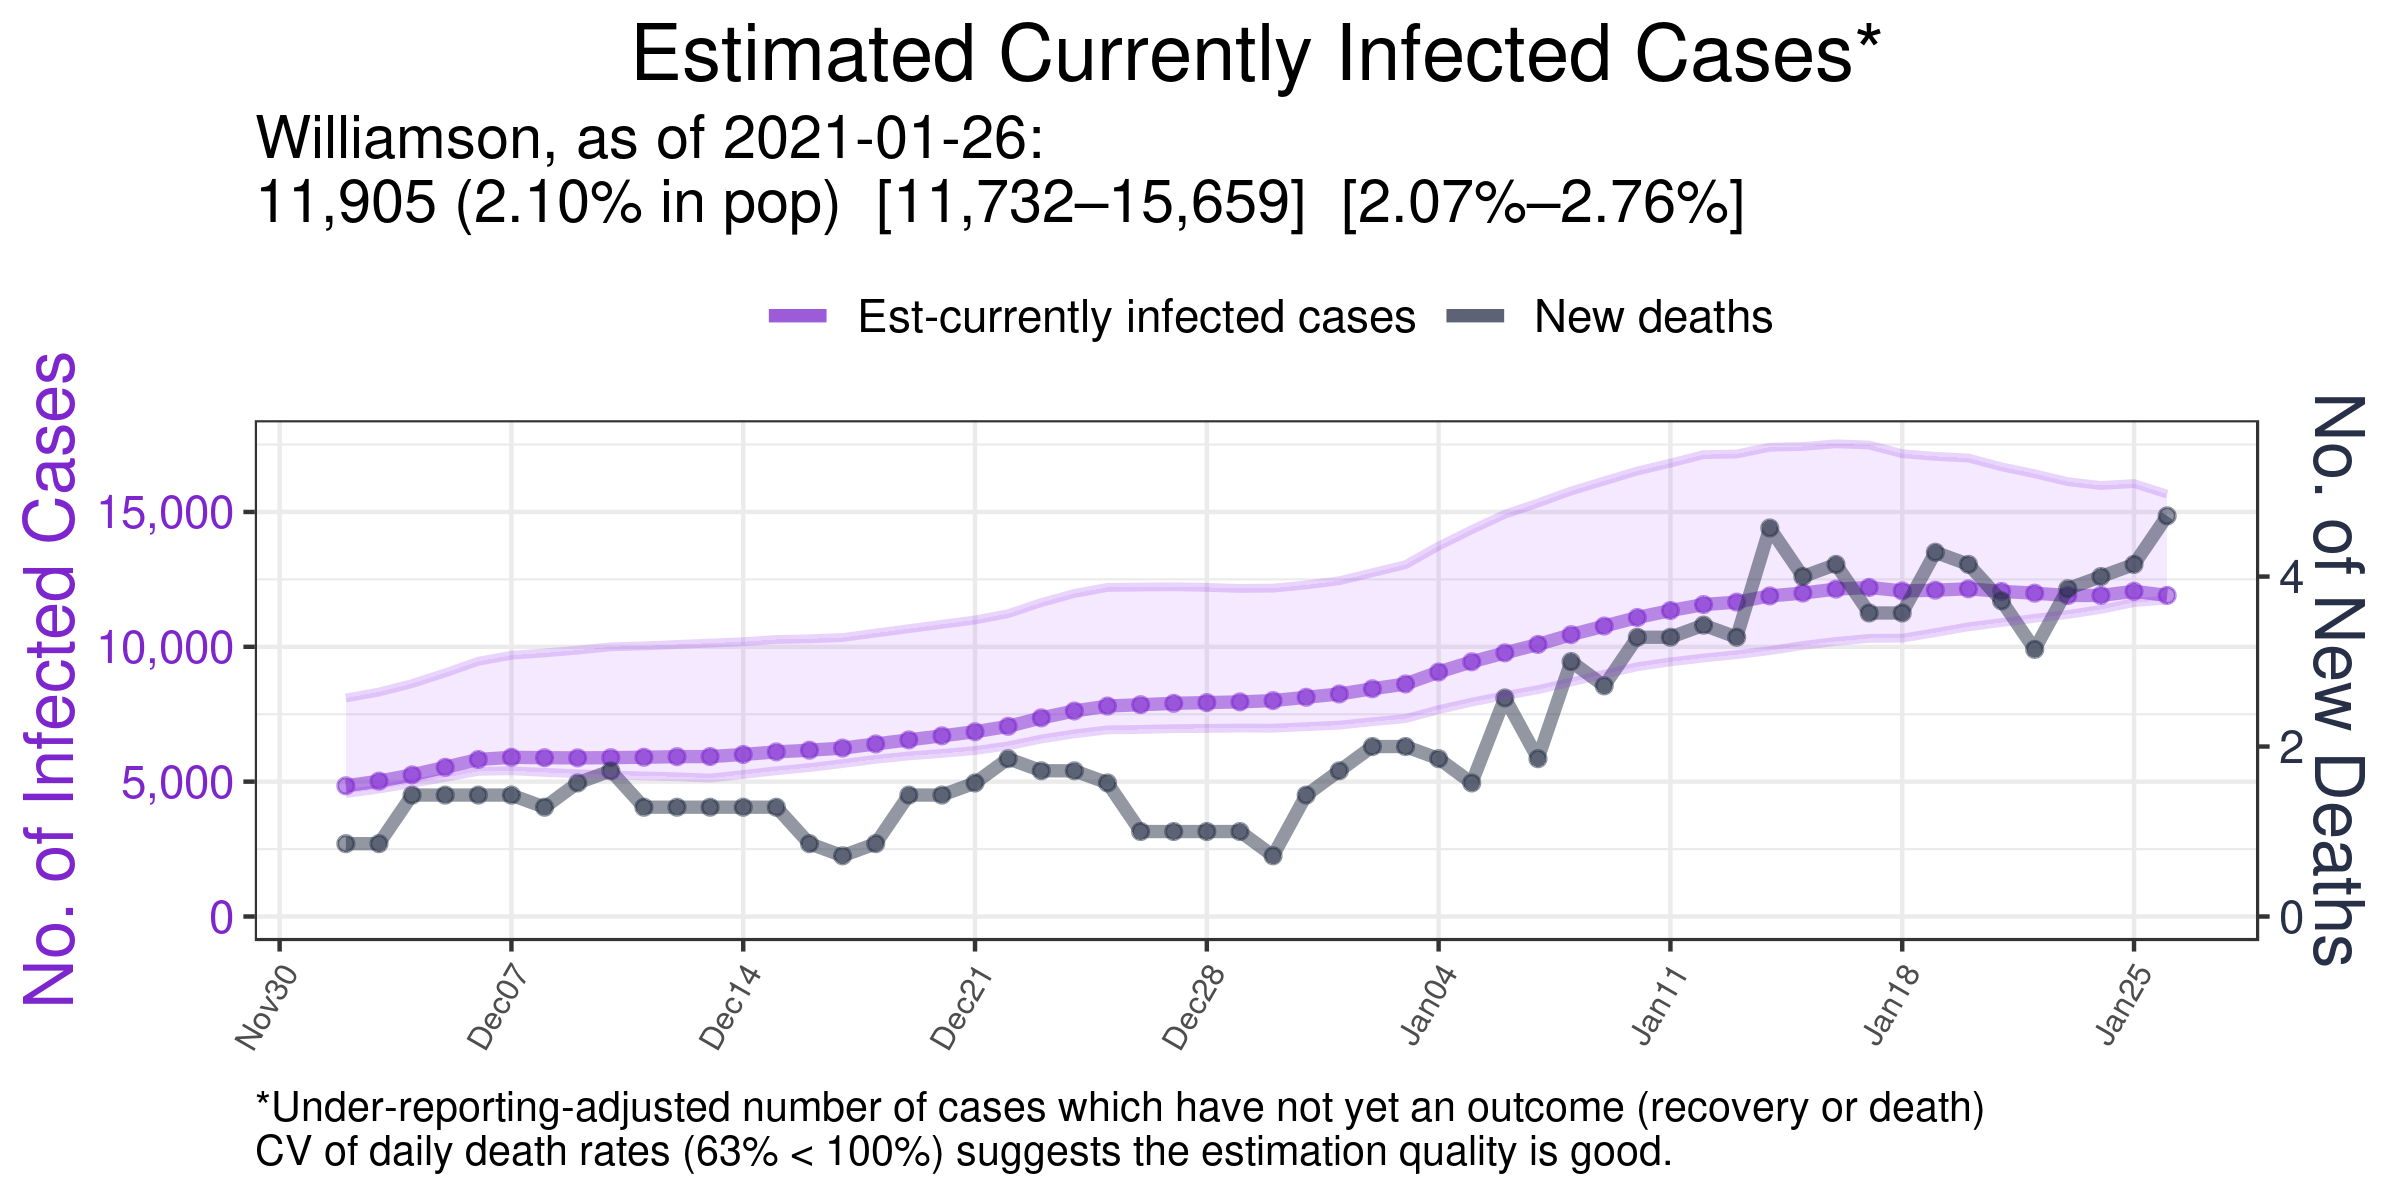 Estimated Currently Infected Cases*
Williamson, as of 2021-01-26:
11,905 (2.10% in pop)  [11,732–15,659]  [2.07%–2.76%]
Est-currently infected cases
New deaths
No. of Infected Cases
15,000
10,000
5,000
0
No. of New Deaths
4
2
0
Nov30
Dec07
Dec14
Dec21
Dec28
Jan04
Jan11
Jan18
Jan25
*Under-reporting-adjusted number of cases which have not yet an outcome (recovery or death)
CV of daily death rates (63% < 100%) suggests the estimation quality is good.